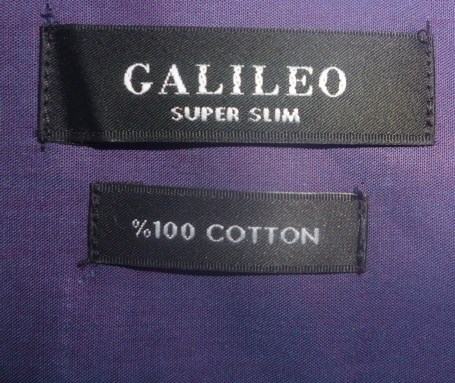 GALILEO
SUPER SLIM
%100 COTTON